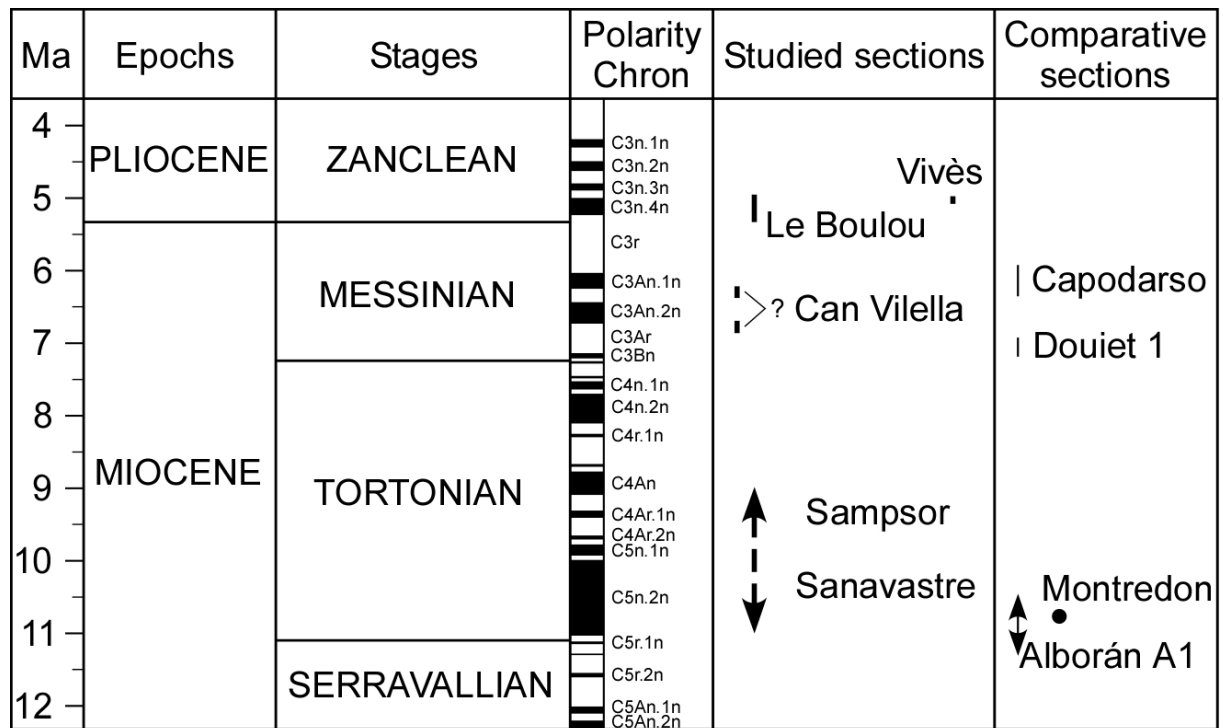 Ma
Epochs
Stages
Polarity
Chron
Studied sections
Comparative
sections
4
5
6
7
8
9
10
11
12
PLIOCENE
MIOCENE
ZANCLEAN
MESSINIAN
TORTONIAN
SERRAVALLIAN
C3n.1n
C3n.2n
C3n.3n
C3n.4n
C3r
C3An.1n
C3An.2n
C3Ar
C3Bn
C4n.1n
C4n.2n
C4r.1n
C4An
C4Ar.1n
C4Ar.2n
C5n.1n
C5n.2n
C5r.1n
C5r.2n
C5An.1n
C5An.2n
Vivès
Le Boulou
? Can Vilella
Sampsor
Sanavastre
Capodarso
Douiet 1
Montredon
Alborán A1